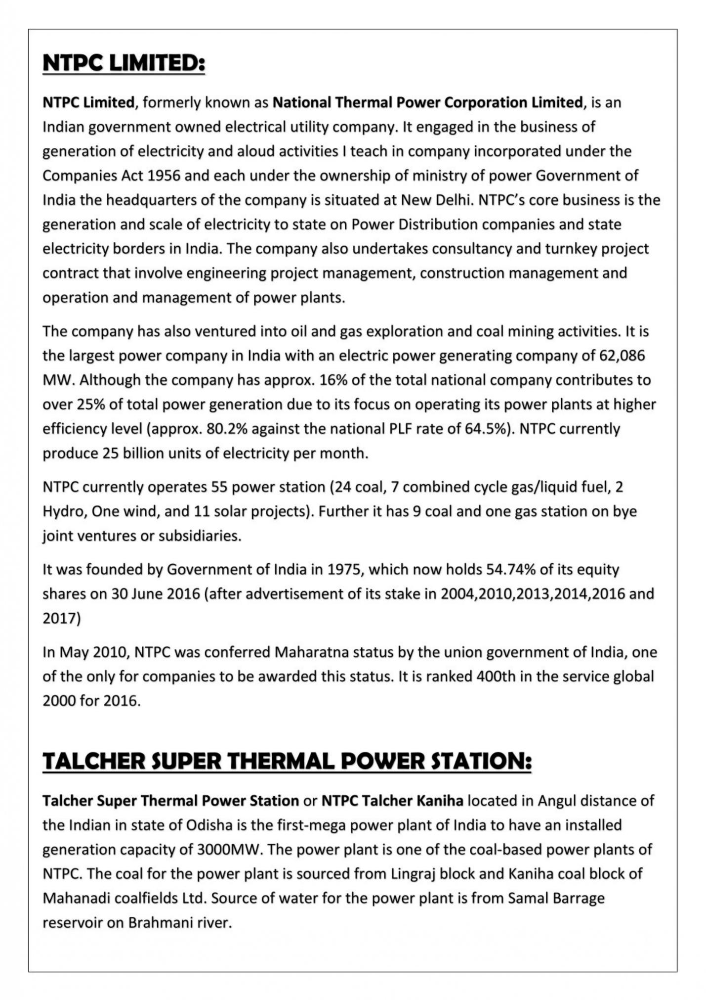 NTPC LIMITED:
NTPC Limited, formerly known as National Thermal Power Corporation Limited, is an
Indian government owned electrical utility company. It engaged in the business of
generation of electricity and aloud activities I teach in company incorporated under the
Companies Act 1956 and each under the ownership of ministry of power Government of
India the headquarters of the company is situated at New Delhi. NTPC’s core business is the
generation and scale of electricity to state on Power Distribution companies and state
electricity borders in India. The company also undertakes consultancy and turnkey project
contract that involve engineering project management, construction management and
operation and management of power plants.
The company has also ventured into oil and gas exploration and coal mining activities. It is
the largest power company in India with an electric power generating company of 62,086
MW. Although the company has approx. 16% of the total national company contributes to
over 25% of total power generation due to its focus on operating its power plants at higher
efficiency level (approx. 80.2% against the national PLF rate of 64.5%). NTPC currently
produce 25 billion units of electricity per month.
NTPC currently operates 55 power station (24 coal, 7 combined cycle gas/liquid fuel, 2
Hydro, One wind, and 11 solar projects). Further it has 9 coal and one gas station on bye
joint ventures or subsidiaries.
It was founded by Government of India in 1975, which now holds 54.74% of its equity
shares on 30 June 2016 (after advertisement of its stake in 2004,2010,2013,2014,2016 and
2017)
In May 2010, NTPC was conferred Maharatna status by the union government of India, one
of the only for companies to be awarded this status. It is ranked 400th in the service global
2000 for 2016.
TALCHER SUPER THERMAL POWER STATION:
Talcher Super Thermal Power Station or NTPC Talcher Kaniha located in Angul distance of
the Indian in state of Odisha is the first-mega power plant of India to have an installed
generation capacity of 3000MW. The power plant is one of the coal-based power plants of
NTPC. The coal for the power plant is sourced from Lingraj block and Kaniha coal block of
Mahanadi coalfields Ltd. Source of water for the power plant is from Samal Barrage
reservoir on Brahmani river.